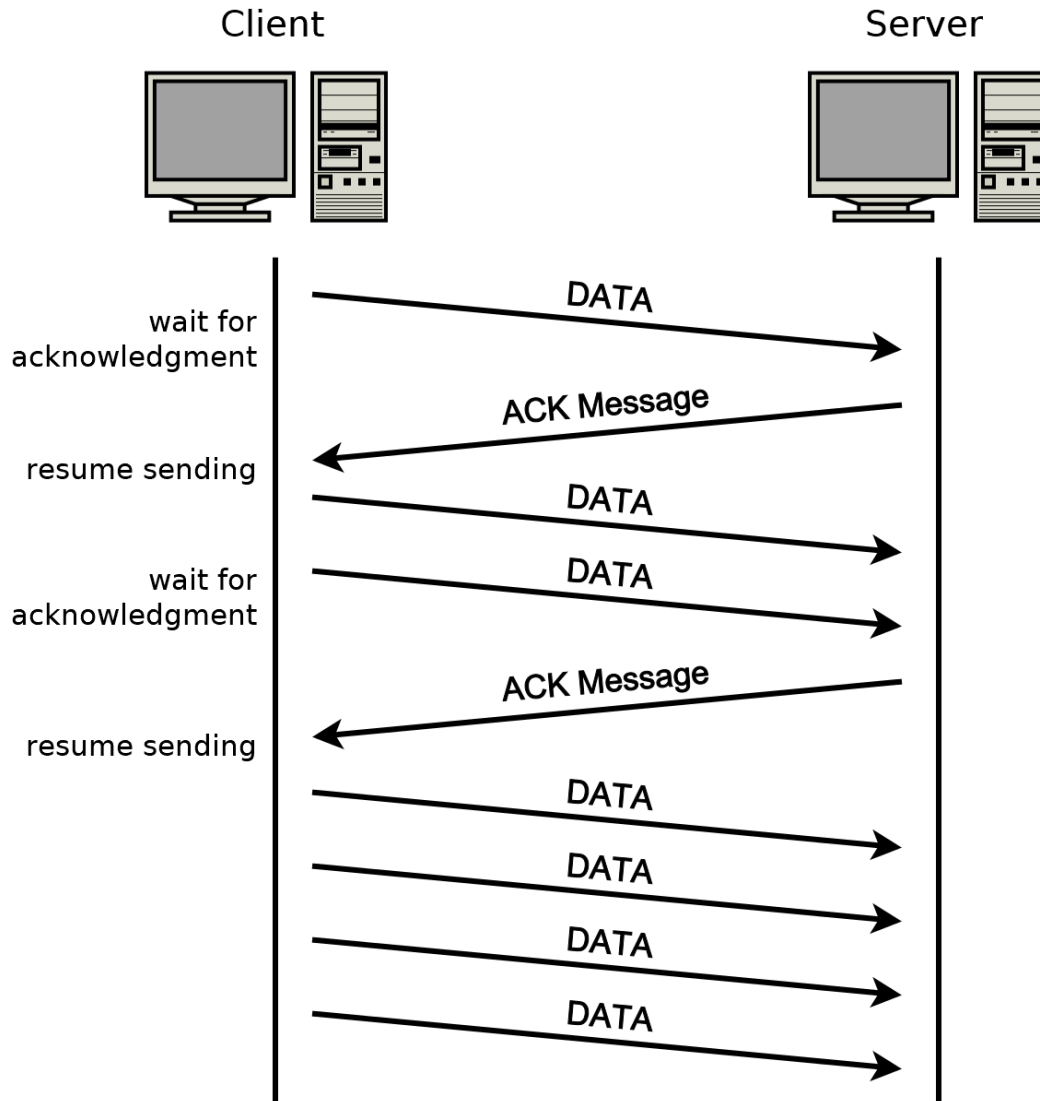 Client
Server
DATA
wait for
acknowledgment
ACK Message
resume sending
DATA
DATA
wait for
acknowledgment
ACK Message
resume sending
DATA
DATA
DATA
DATA